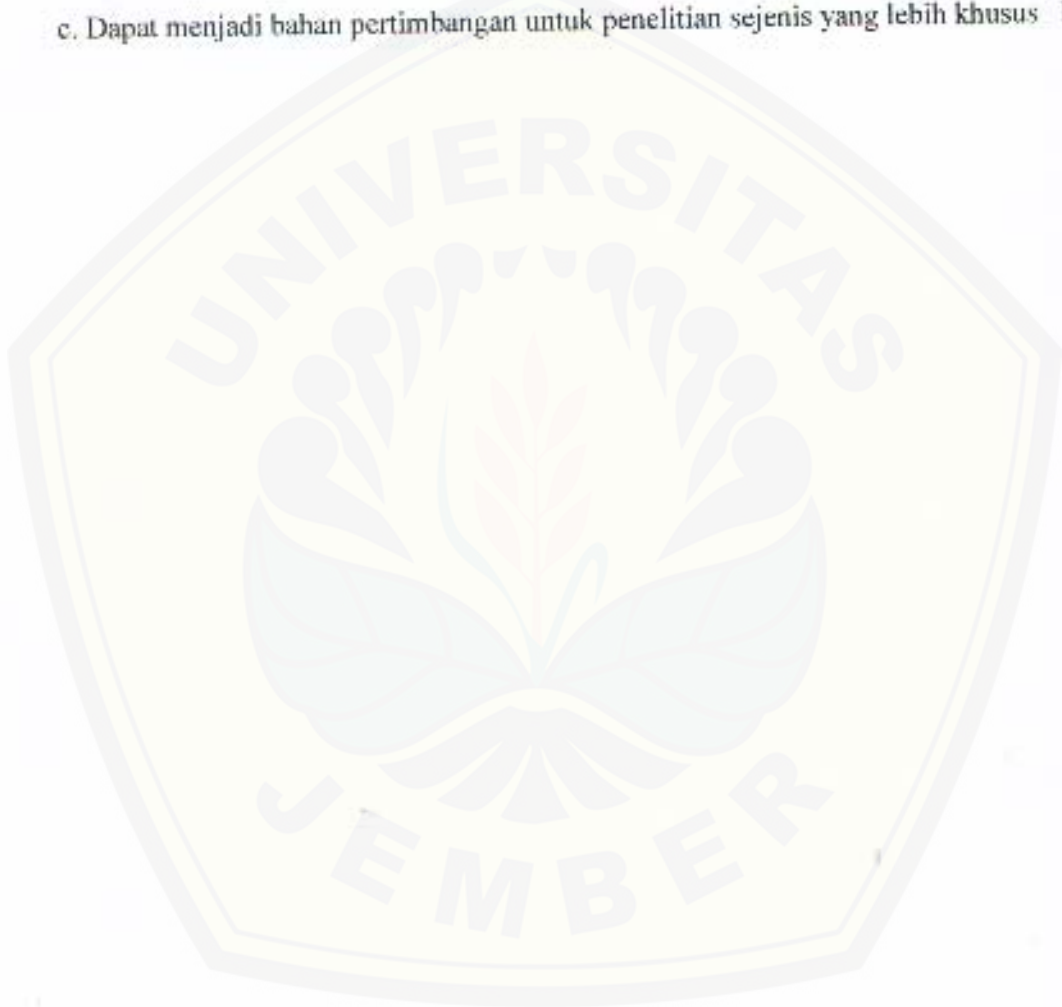 c. Dapat menjadi bahan pertimbangan untuk penelitian sejenis yang lebih khusus
UNIVERSITAS
JEMBER